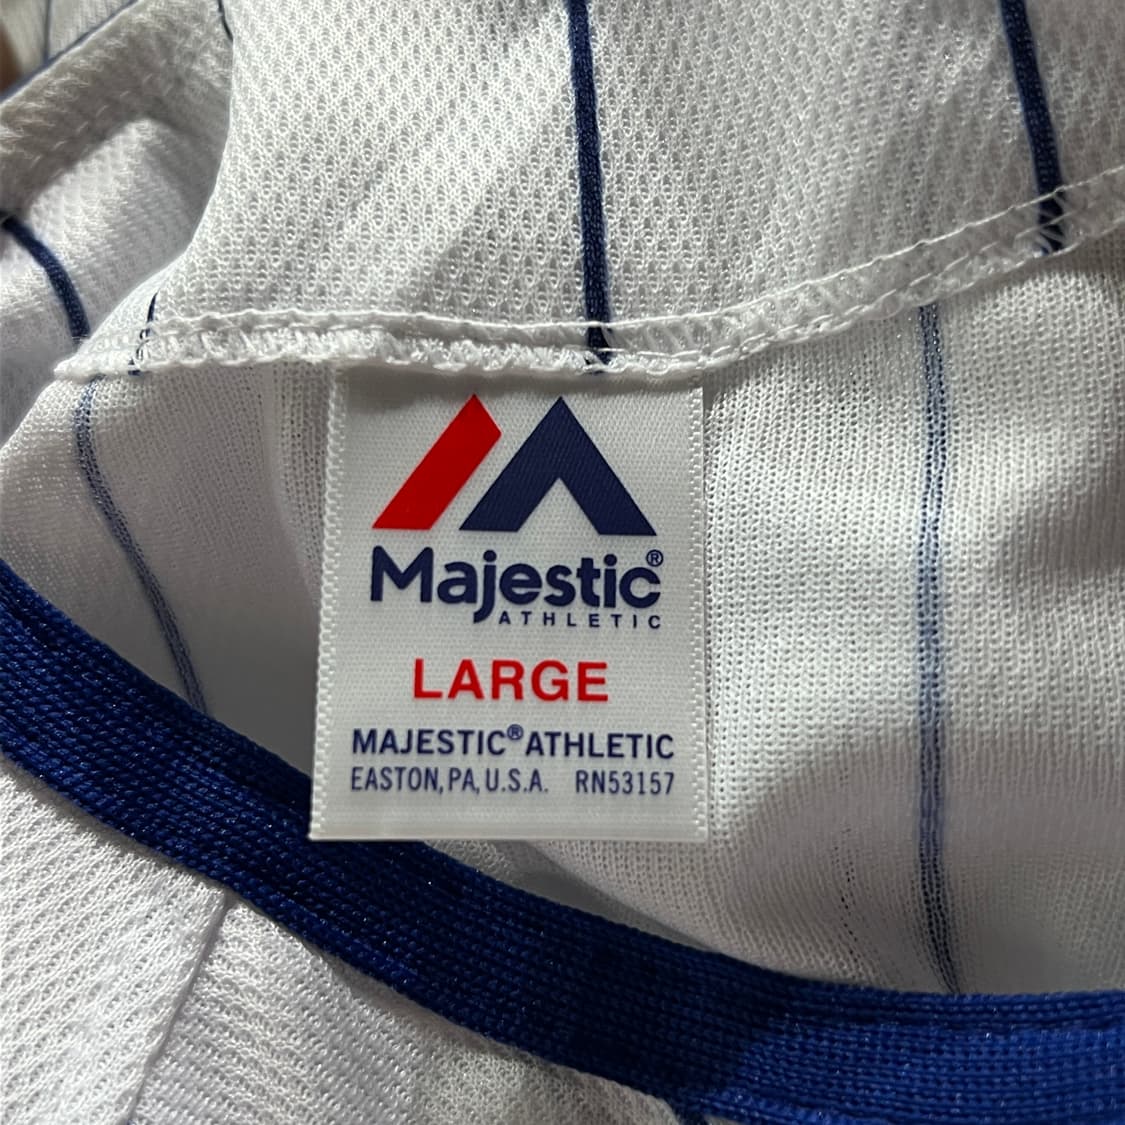 Majestic®
ATHLETIC
LARGE
MAJESTIC® ATHLETIC
EASTON, PA, U.S.A. RN53157